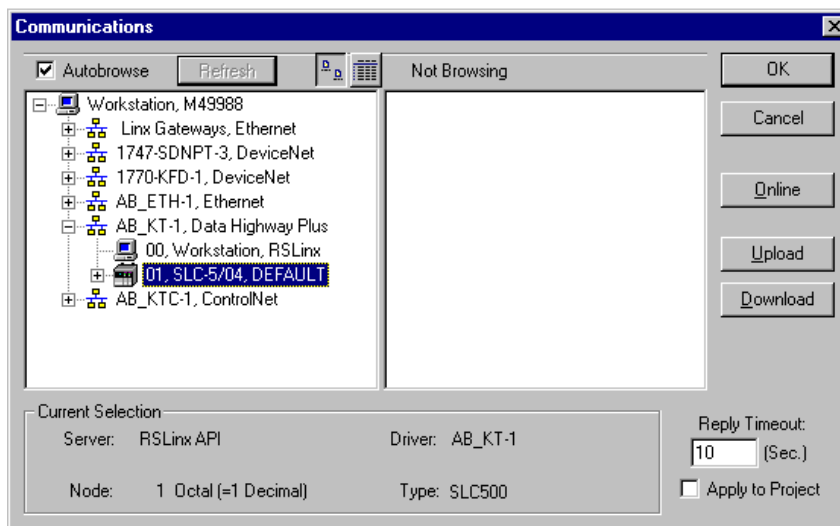 Communications
Autobrowse
Refresh
Not Browsing
OK
Workstation, M49988
Cancel
Linx Gateways, Ethernet
1747-SDNPT-3, DeviceNet
1770-KFD-1, DeviceNet
Online
AB_ETH-1, Ethernet
AB_KT-1, Data Highway Plus
00, Workstation, RSLinx
Upload
01, SLC-5/04, DEFAULT
AB_KTC-1, ControlNet
Download
Current Selection
Server: RSLinx API
Driver: AB_KT-1
Reply Timeout:
10 (Sec.)
Node: 1 Octal (=1 Decimal)
Type: SLC500
Apply to Project